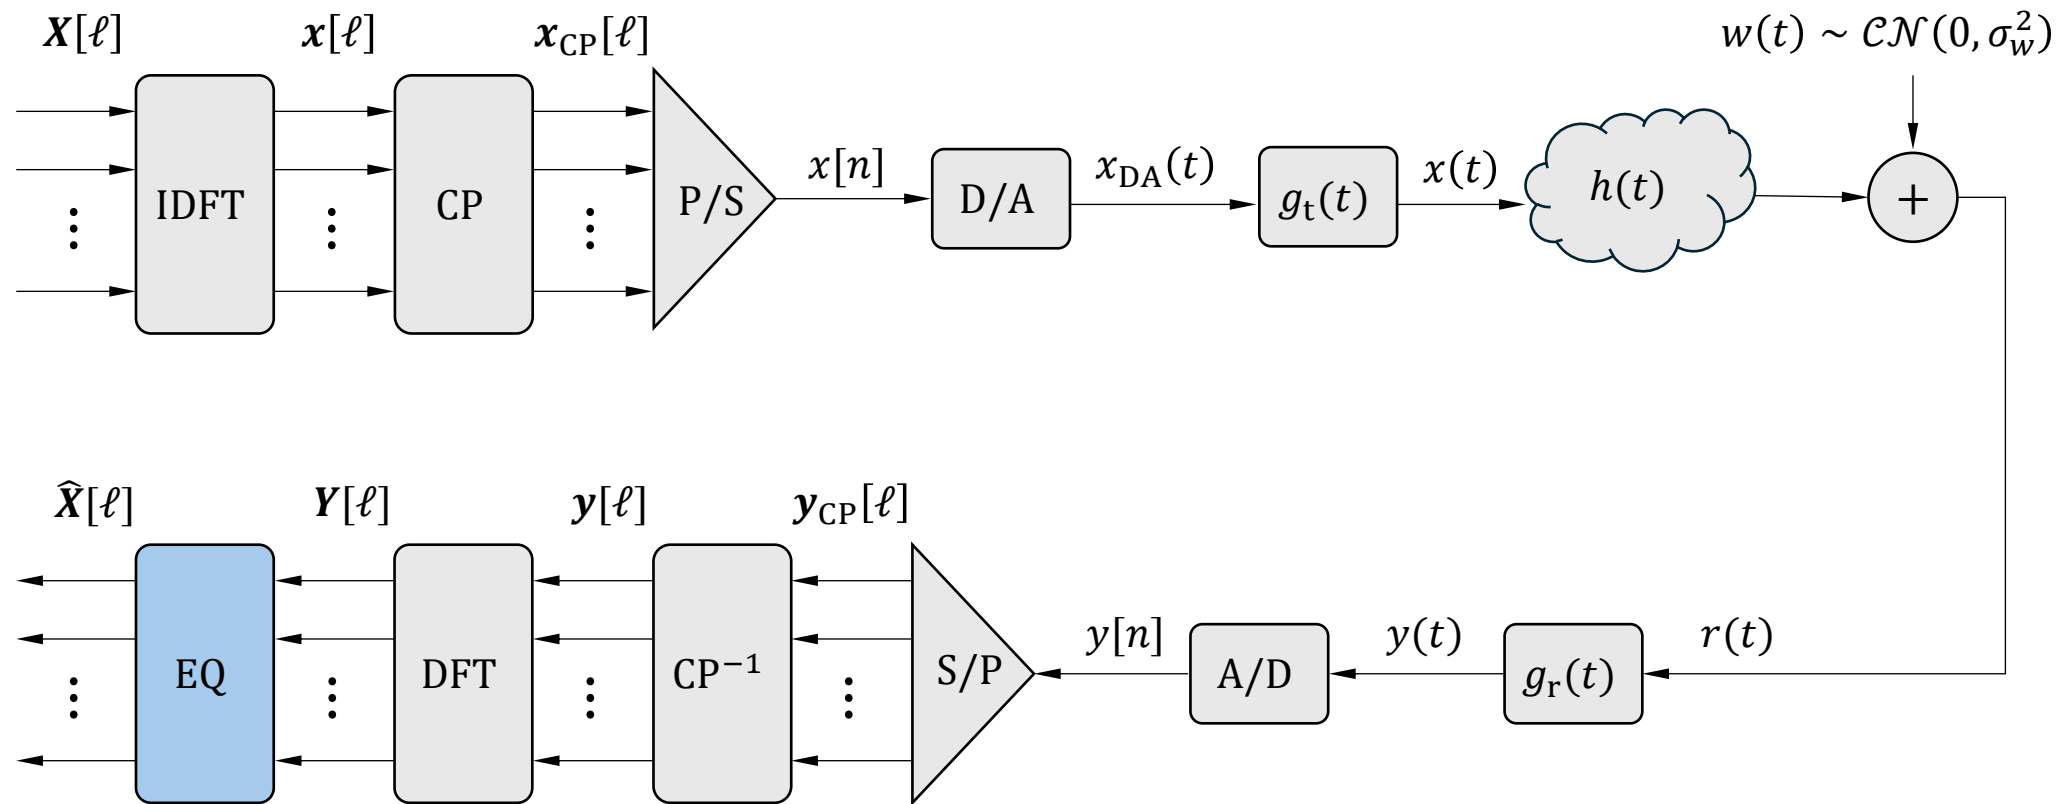 𝑿[ℓ] 𝒙[ℓ] 𝒙_CP[ℓ] w(t) ~ 𝒞𝒩(0, σ_w^2)
IDFT CP P/S x[n] D/A x_DA(t) g_t(t) x(t) h(t) +
𝑿̂[ℓ] 𝒀[ℓ] 𝒚[ℓ] 𝒚_CP[ℓ]
EQ DFT CP⁻¹ S/P y[n] A/D y(t) g_r(t) r(t)